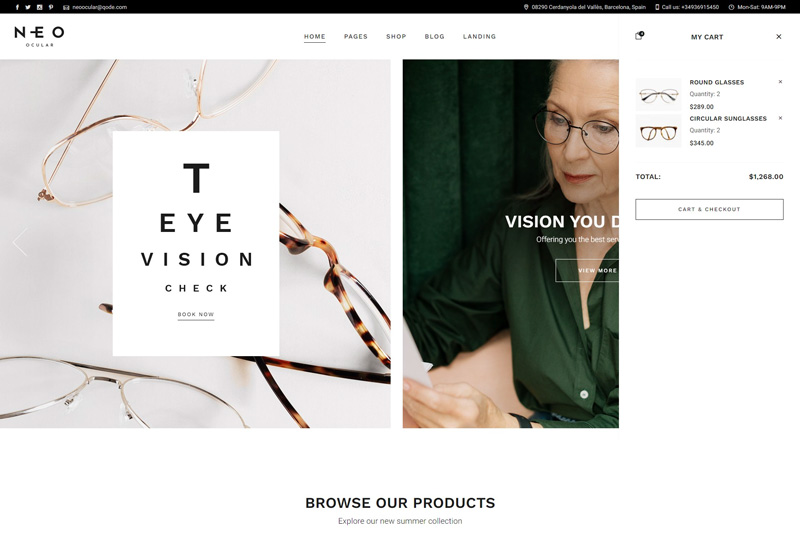 neoocular@qode.com
08290 Cerdanyola del Vallès, Barcelona, Spain
Call us: +34936915450
Mon-Sat: 9AM-9PM
NEO
OCULAR
HOME
PAGES
SHOP
BLOG
LANDING
MY CART
T
EYE
VISION
CHECK
BOOK NOW
VISION YOU D
Offering you the best serv
VIEW MORE
ROUND GLASSES
×
Quantity: 2
$289.00
CIRCULAR SUNGLASSES
×
Quantity: 2
$345.00
TOTAL:
$1,268.00
CART & CHECKOUT
BROWSE OUR PRODUCTS
Explore our new summer collection